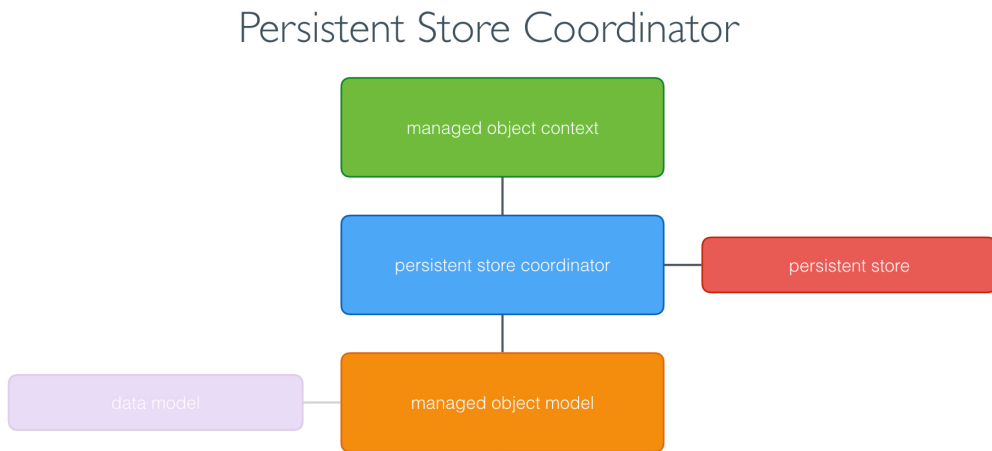 Persistent Store Coordinator
managed object context
persistent store coordinator
persistent store
data model
managed object model